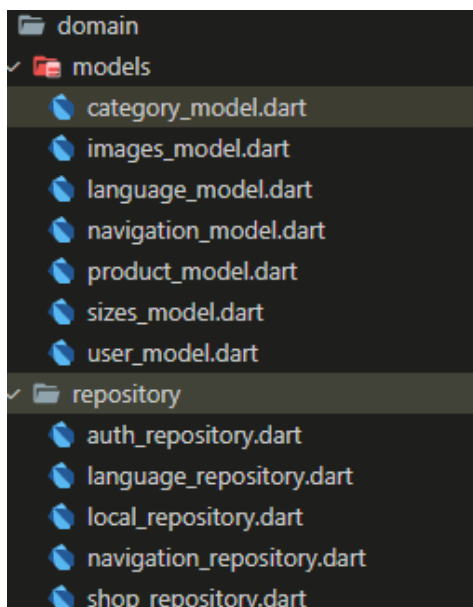 domain
models
category_model.dart
images_model.dart
language_model.dart
navigation_model.dart
product_model.dart
sizes_model.dart
user_model.dart
repository
auth_repository.dart
language_repository.dart
local_repository.dart
navigation_repository.dart
shop_repository.dart